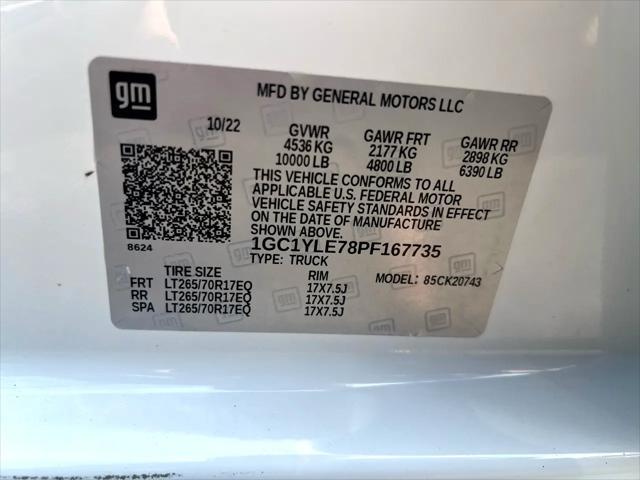 gm
MFD BY GENERAL MOTORS LLC
10/22 GVWR GAWR FRT GAWR RR
4536 KG 2177 KG 2898 KG
10000 LB 4800 LB 6390 LB
THIS VEHICLE CONFORMS TO ALL
APPLICABLE U.S. FEDERAL MOTOR
VEHICLE SAFETY STANDARDS IN EFFECT
ON THE DATE OF MANUFACTURE
SHOWN ABOVE.
8624
1GC1YLE78PF167735
TYPE: TRUCK MODEL: 85CK20743
TIRE SIZE RIM
FRT LT265/70R17EQ 17X7.5J
RR LT265/70R17EQ 17X7.5J
SPA LT265/70R17EQ 17X7.5J